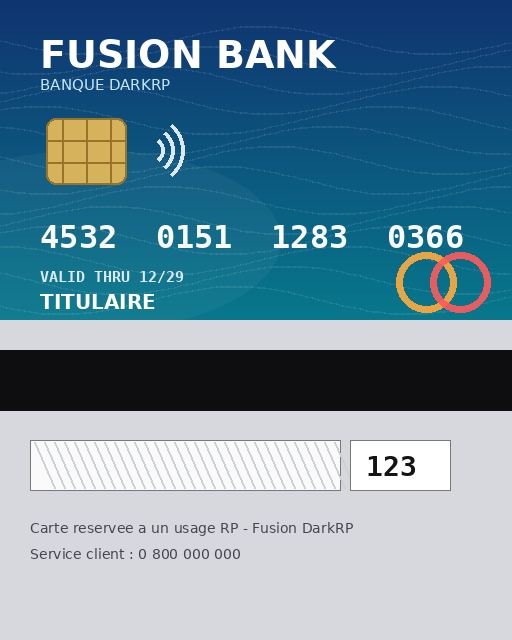 FUSION BANK
BANQUE DARKRP
4532 0151 1283 0366
VALID THRU 12/29
TITULAIRE
123
Carte reservee a un usage RP - Fusion DarkRP
Service client : 0 800 000 000